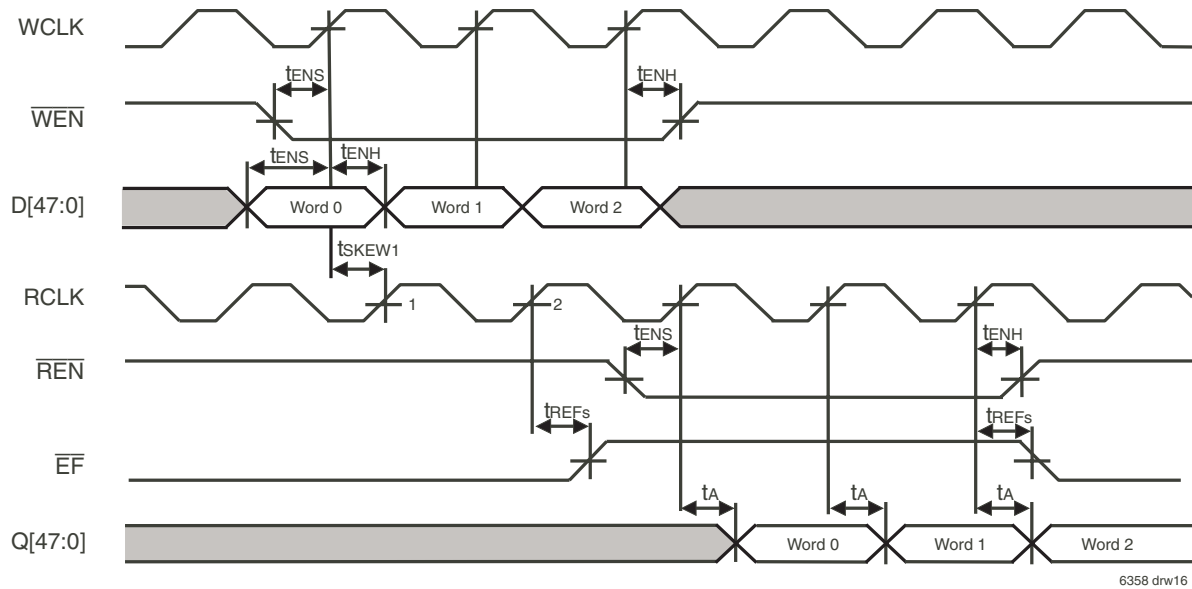 WCLK
tENS
tENH
WEN
tENS
tENH
D[47:0]
Word 0
Word 1
Word 2
tSKEW1
RCLK
1
2
tENS
tENH
REN
tREFs
tREFs
EF
tA
tA
tA
Q[47:0]
Word 0
Word 1
Word 2
6358 drw16